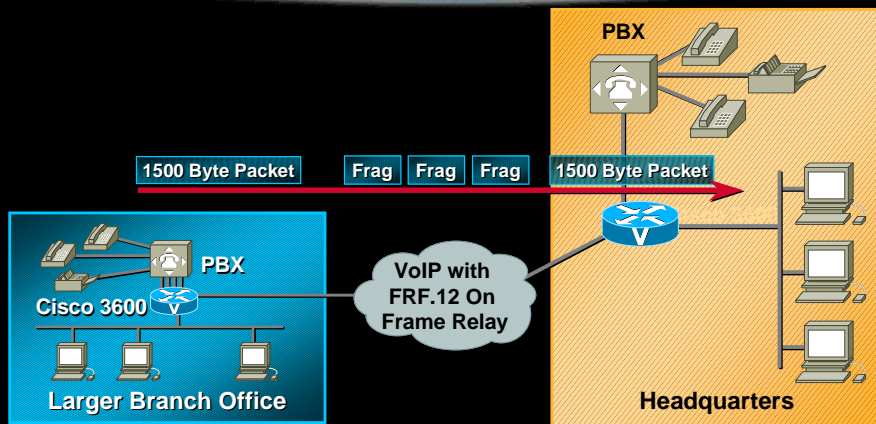 PBX
1500 Byte Packet
Frag
Frag
Frag
1500 Byte Packet
V
PBX
Cisco 3600
V
VoIP with
FRF.12 On
Frame Relay
Larger Branch Office
Headquarters